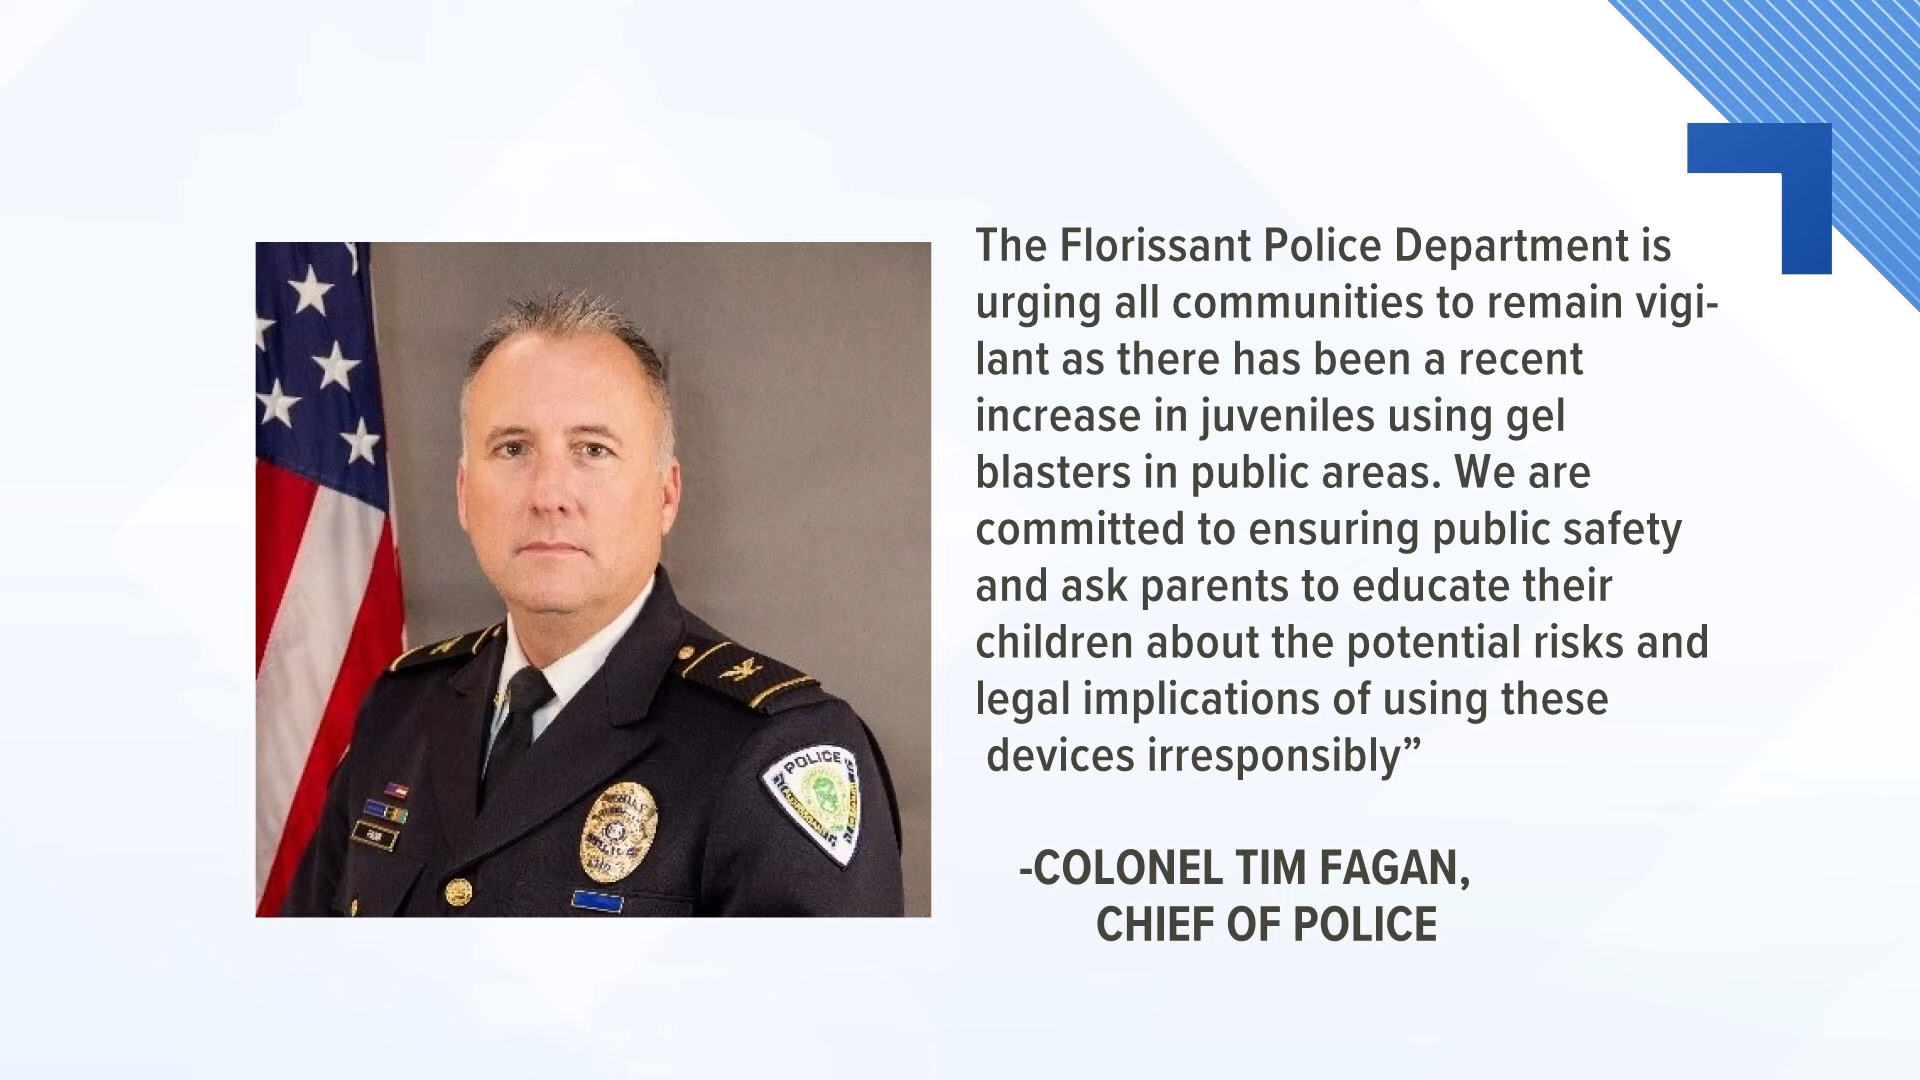 The Florissant Police Department is
urging all communities to remain vigi-
lant as there has been a recent
increase in juveniles using gel
blasters in public areas. We are
committed to ensuring public safety
and ask parents to educate their
children about the potential risks and
legal implications of using these
devices irresponsibly”
-COLONEL TIM FAGAN,
CHIEF OF POLICE
POLICE
FAGAN